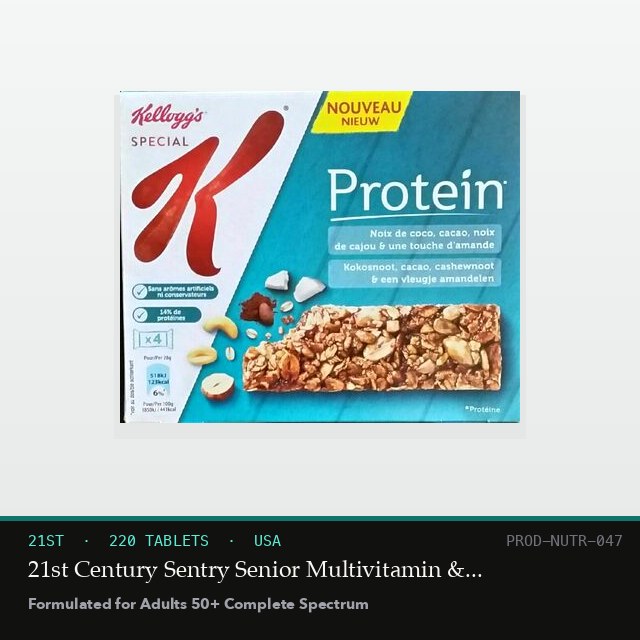 Kellogg's
SPECIAL
K
NOUVEAU
NIEUW
Protein*
Noix de coco, cacao, noix
de cajou & une touche d'amande
Kokosnoot, cacao, cashewnoot
& een vleugje amandelen
Sans arômes artificiels
ni conservateurs
14% de
protéines
x4
518kJ
123kcal
6%
*Protéine
21ST · 220 TABLETS · USA
PROD-NUTR-047
21st Century Sentry Senior Multivitamin &...
Formulated for Adults 50+ Complete Spectrum